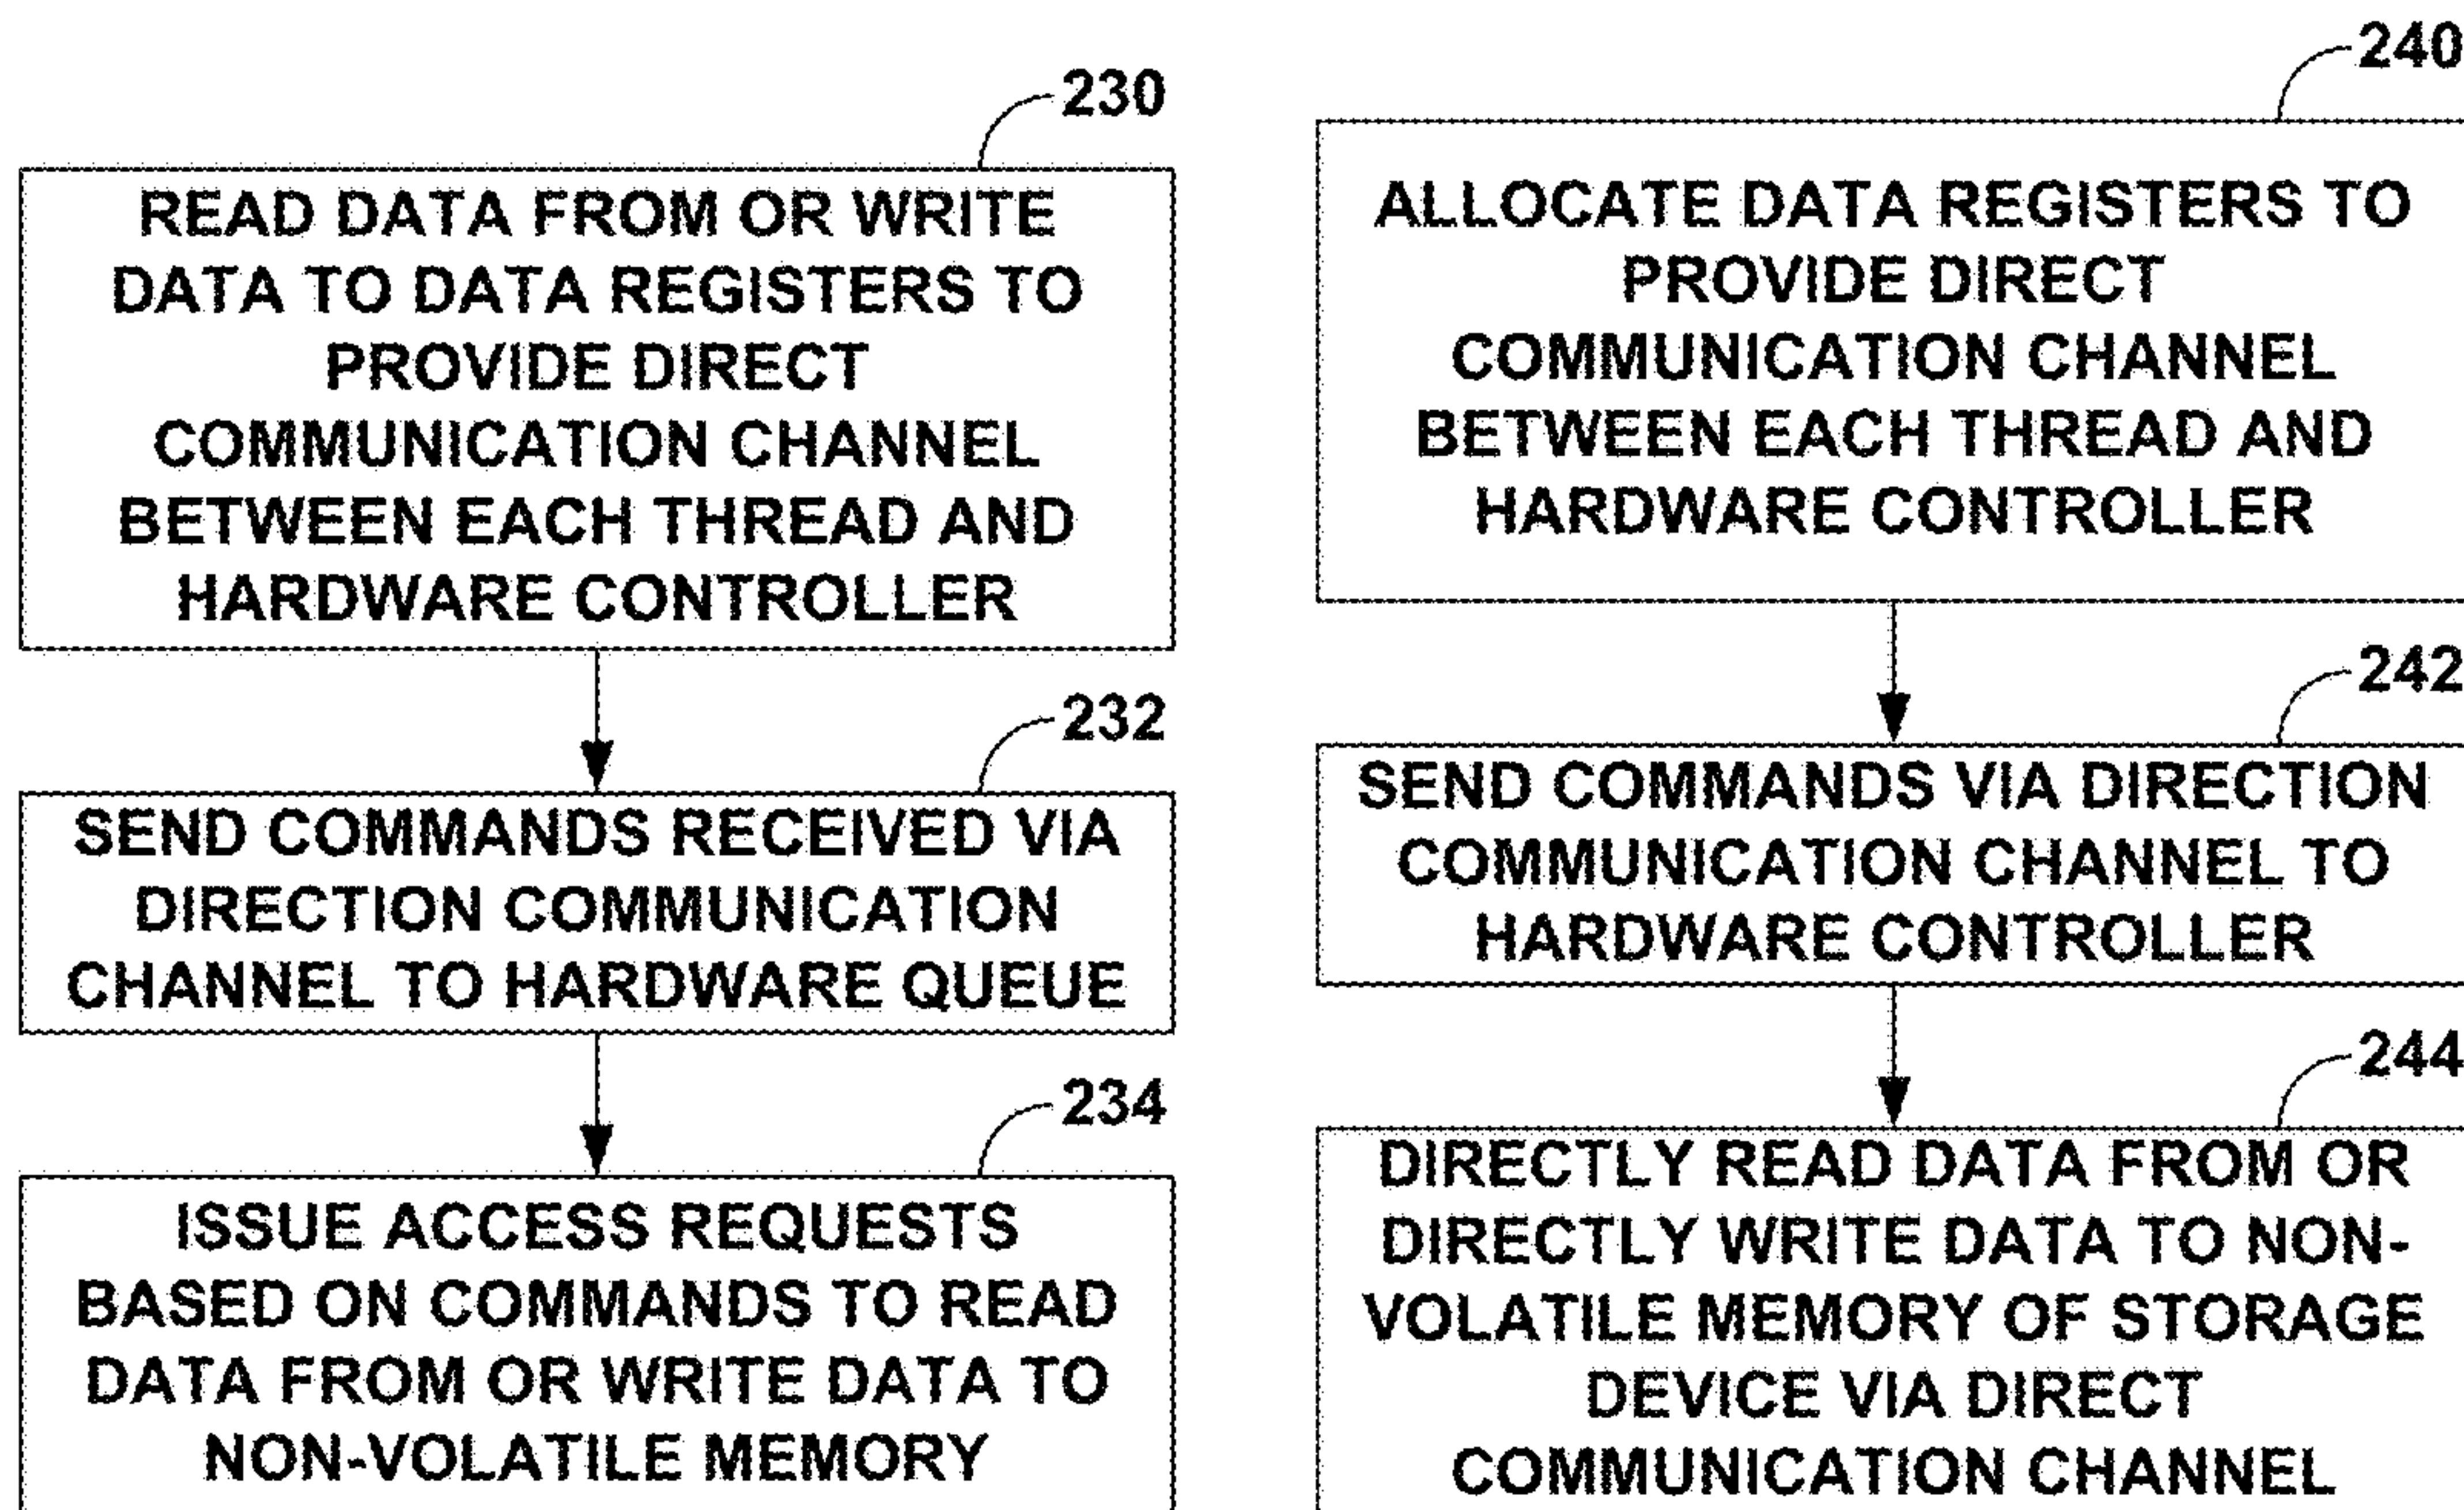 230
READ DATA FROM OR WRITE
DATA TO DATA REGISTERS TO
PROVIDE DIRECT
COMMUNICATION CHANNEL
BETWEEN EACH THREAD AND
HARDWARE CONTROLLER
232
SEND COMMANDS RECEIVED VIA
DIRECTION COMMUNICATION
CHANNEL TO HARDWARE QUEUE
234
ISSUE ACCESS REQUESTS
BASED ON COMMANDS TO READ
DATA FROM OR WRITE DATA TO
NON-VOLATILE MEMORY
240
ALLOCATE DATA REGISTERS TO
PROVIDE DIRECT
COMMUNICATION CHANNEL
BETWEEN EACH THREAD AND
HARDWARE CONTROLLER
242
SEND COMMANDS VIA DIRECTION
COMMUNICATION CHANNEL TO
HARDWARE CONTROLLER
244
DIRECTLY READ DATA FROM OR
DIRECTLY WRITE DATA TO NON-
VOLATILE MEMORY OF STORAGE
DEVICE VIA DIRECT
COMMUNICATION CHANNEL